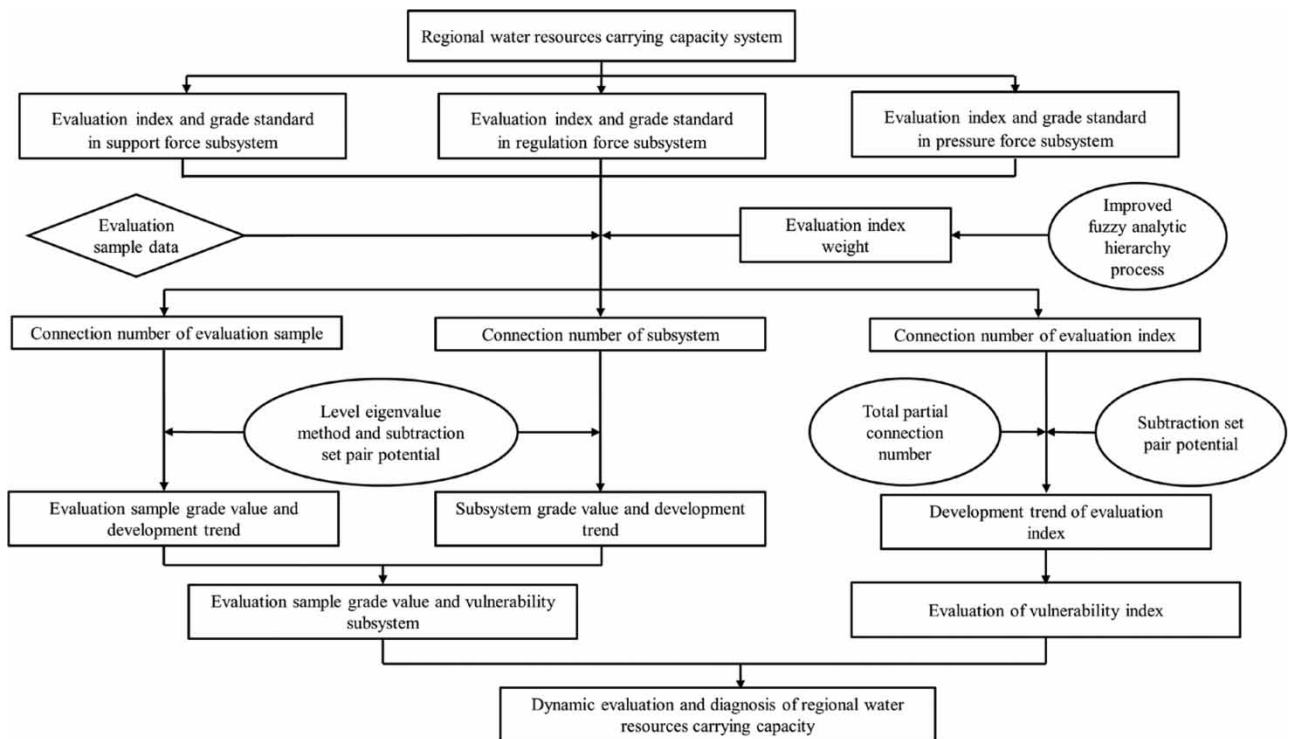 Regional water resources carrying capacity system
Evaluation index and grade standard
in support force subsystem
Evaluation index and grade standard
in regulation force subsystem
Evaluation index and grade standard
in pressure force subsystem
Evaluation
sample data
Evaluation index
weight
Improved
fuzzy analytic
hierarchy
process
Connection number of evaluation sample
Connection number of subsystem
Connection number of evaluation index
Level eigenvalue
method and subtraction
set pair potential
Total partial
connection
number
Subtraction set
pair potential
Evaluation sample grade value and
development trend
Subsystem grade value and development
trend
Development trend of evaluation
index
Evaluation sample grade value and vulnerability
subsystem
Evaluation of vulnerability index
Dynamic evaluation and diagnosis of regional water
resources carrying capacity